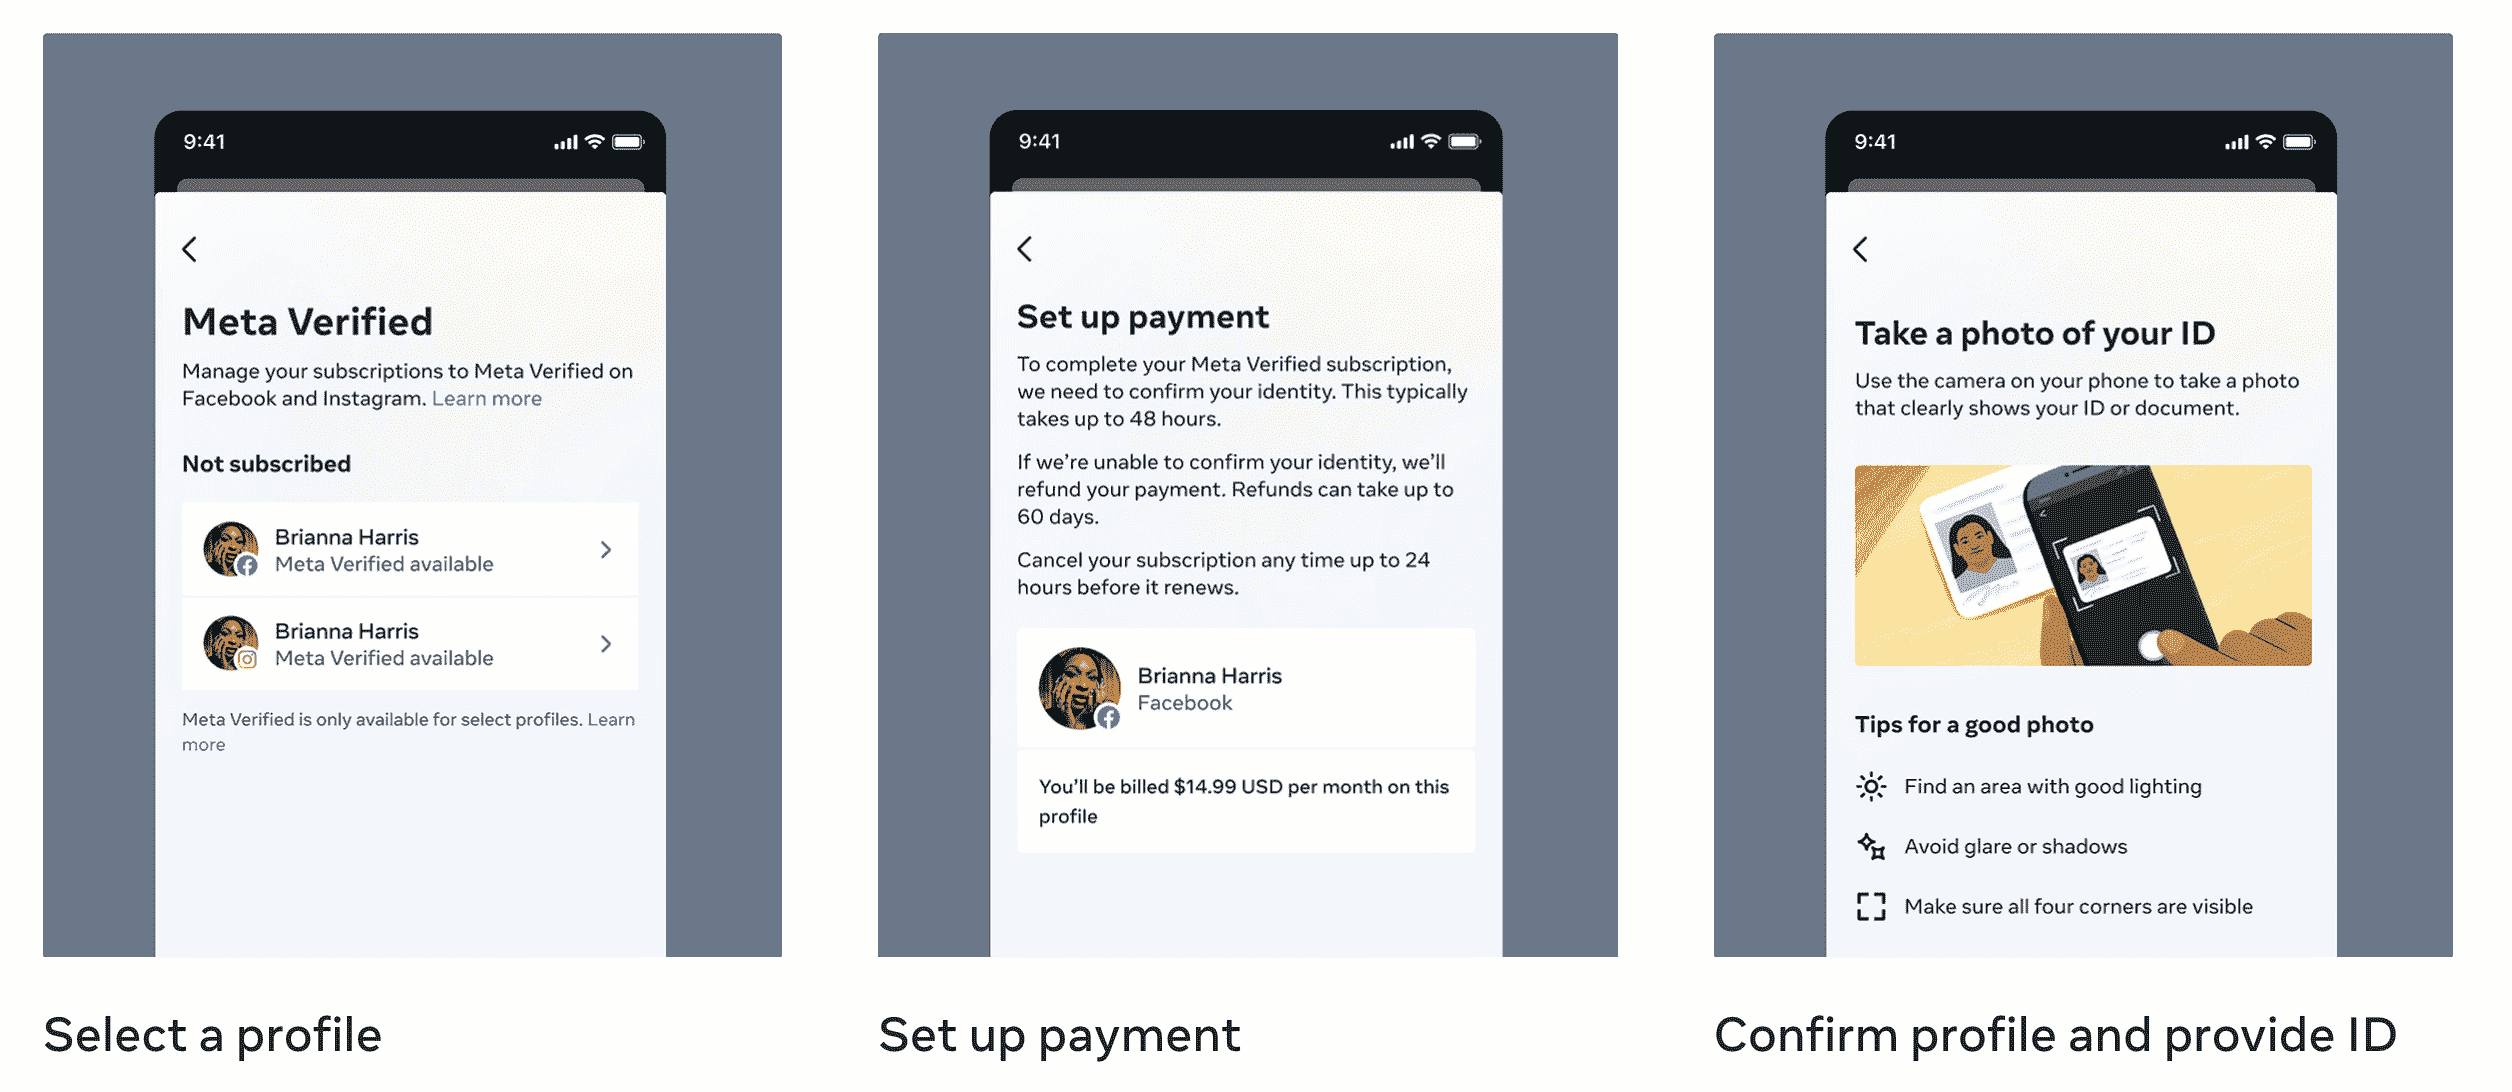 9:41
Meta Verified
Manage your subscriptions to Meta Verified on
Facebook and Instagram. Learn more
Not subscribed
Brianna Harris
Meta Verified available
Brianna Harris
Meta Verified available
Meta Verified is only available for select profiles. Learn
more
Select a profile
9:41
Set up payment
To complete your Meta Verified subscription,
we need to confirm your identity. This typically
takes up to 48 hours.
If we're unable to confirm your identity, we'll
refund your payment. Refunds can take up to
60 days.
Cancel your subscription any time up to 24
hours before it renews.
Brianna Harris
Facebook
You'll be billed $14.99 USD per month on this
profile
Set up payment
9:41
Take a photo of your ID
Use the camera on your phone to take a photo
that clearly shows your ID or document.
Tips for a good photo
Find an area with good lighting
Avoid glare or shadows
Make sure all four corners are visible
Confirm profile and provide ID